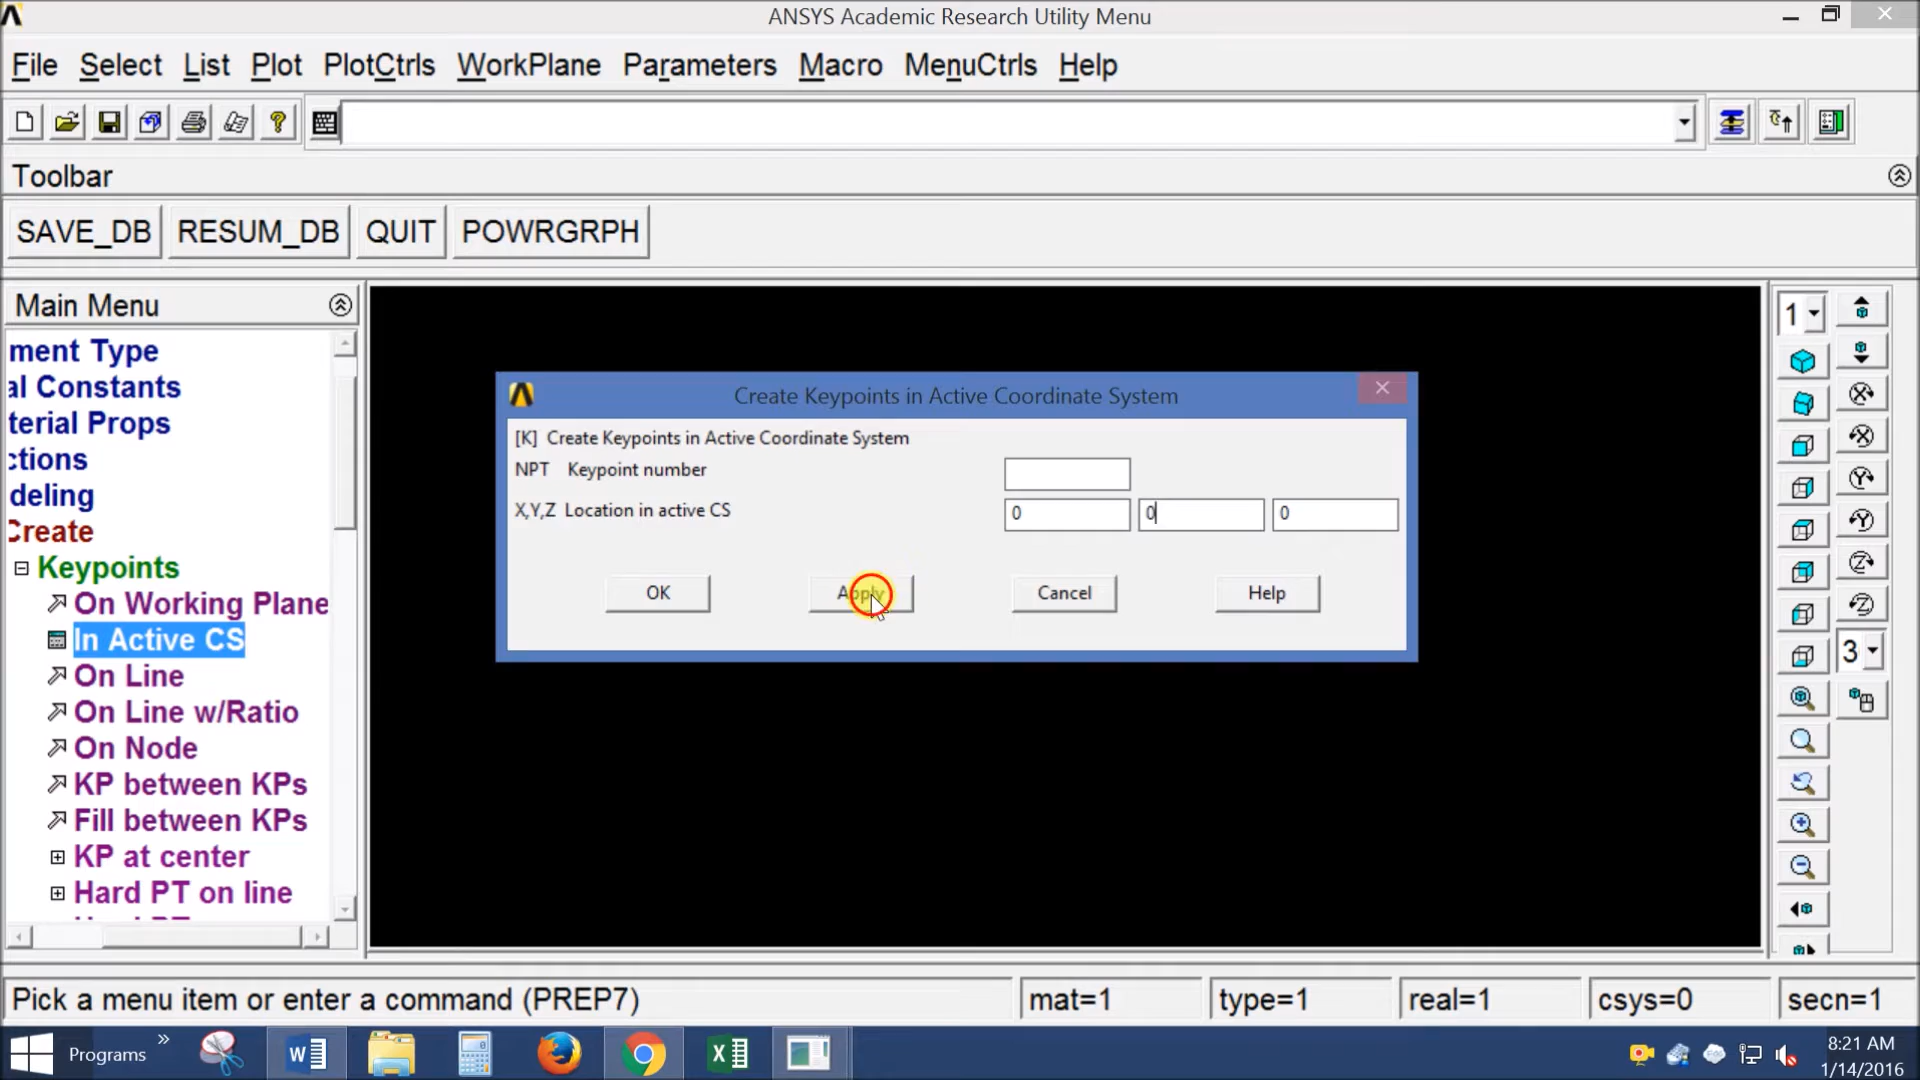 ANSYS Academic Research Utility Menu
File Select List Plot PlotCtrls WorkPlane Parameters Macro MenuCtrls Help
Toolbar
SAVE_DB RESUM_DB QUIT POWRGRPH
Main Menu
ment Type
al Constants
terial Props
ctions
deling
Create
Keypoints
On Working Plane
In Active CS
On Line
On Line w/Ratio
On Node
KP between KPs
Fill between KPs
KP at center
Hard PT on line
Create Keypoints in Active Coordinate System
[K] Create Keypoints in Active Coordinate System
NPT Keypoint number
X,Y,Z Location in active CS 0 0 0
OK Apply Cancel Help
1
3
Pick a menu item or enter a command (PREP7) mat=1 type=1 real=1 csys=0 secn=1
Programs
8:21 AM
1/14/2016